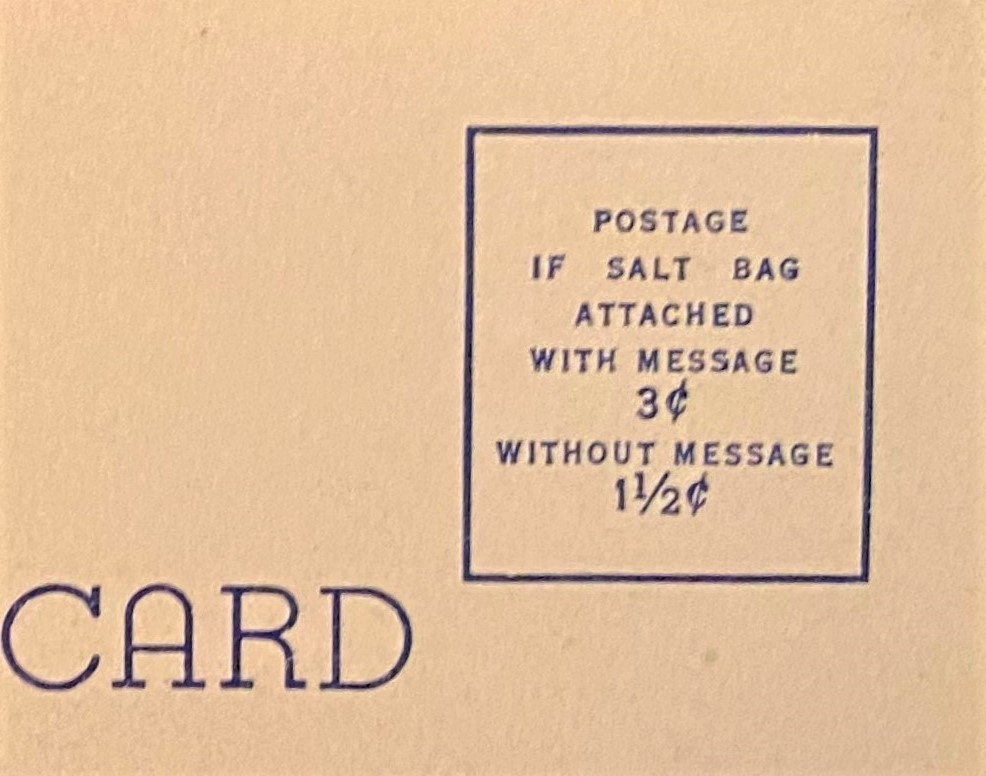 POSTAGE
IF SALT BAG
ATTACHED
WITH MESSAGE
3¢
WITHOUT MESSAGE
1½¢
CARD